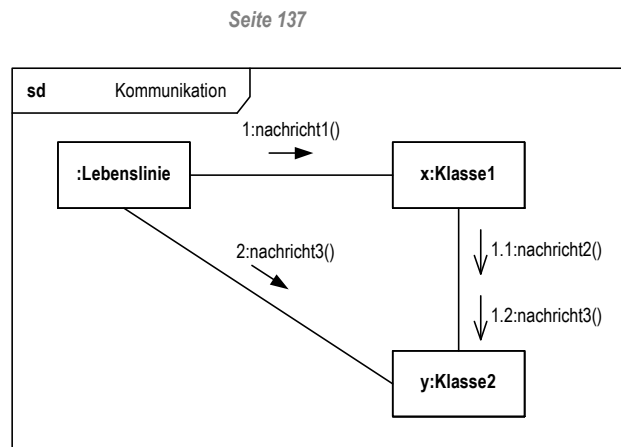 Seite 137
sd Kommunikation
1:nachricht1()
:Lebenslinie
x:Klasse1
2:nachricht3()
1.1:nachricht2()
1.2:nachricht3()
y:Klasse2